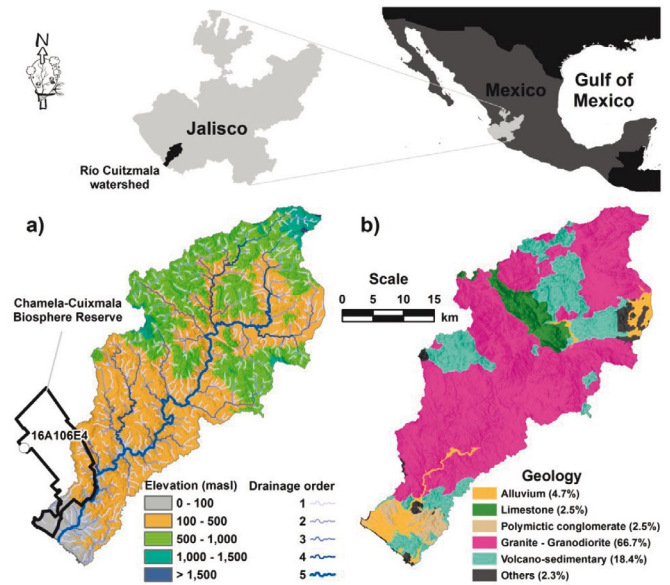 N
Jalisco
Río Cuitzmala
watershed
Mexico
Gulf of
Mexico
a)
Chamela-Cuixmala
Biosphere Reserve
16A106E4
Elevation (masl)
0 - 100
100 - 500
500 - 1,000
1,000 - 1,500
> 1,500
Drainage order
1
2
3
4
5
b)
Scale
0 5 10 15
km
Geology
Alluvium (4.7%)
Limestone (2.5%)
Polymictic conglomerate (2.5%)
Granite - Granodiorite (66.7%)
Volcano-sedimentary (18.4%)
Others (2.3%)